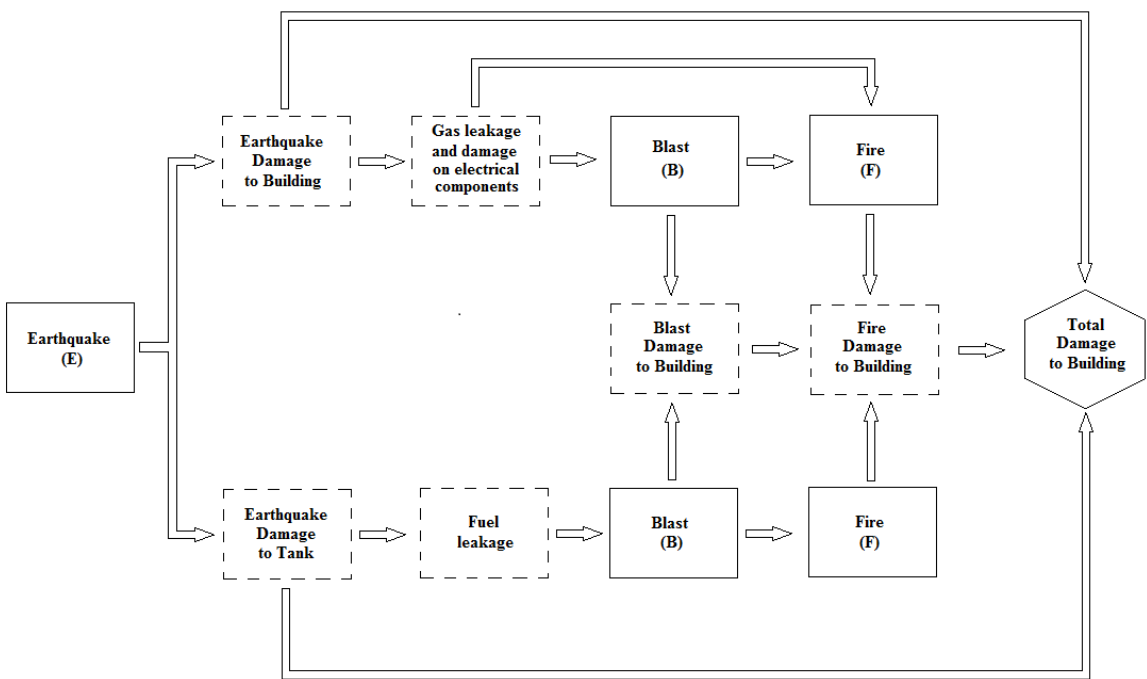 Earthquake
Damage
to Building
Gas leakage
and damage
on electrical
components
Blast
(B)
Fire
(F)
Earthquake
(E)
Blast
Damage
to Building
Fire
Damage
to Building
Total
Damage
to Building
Earthquake
Damage
to Tank
Fuel
leakage
Blast
(B)
Fire
(F)